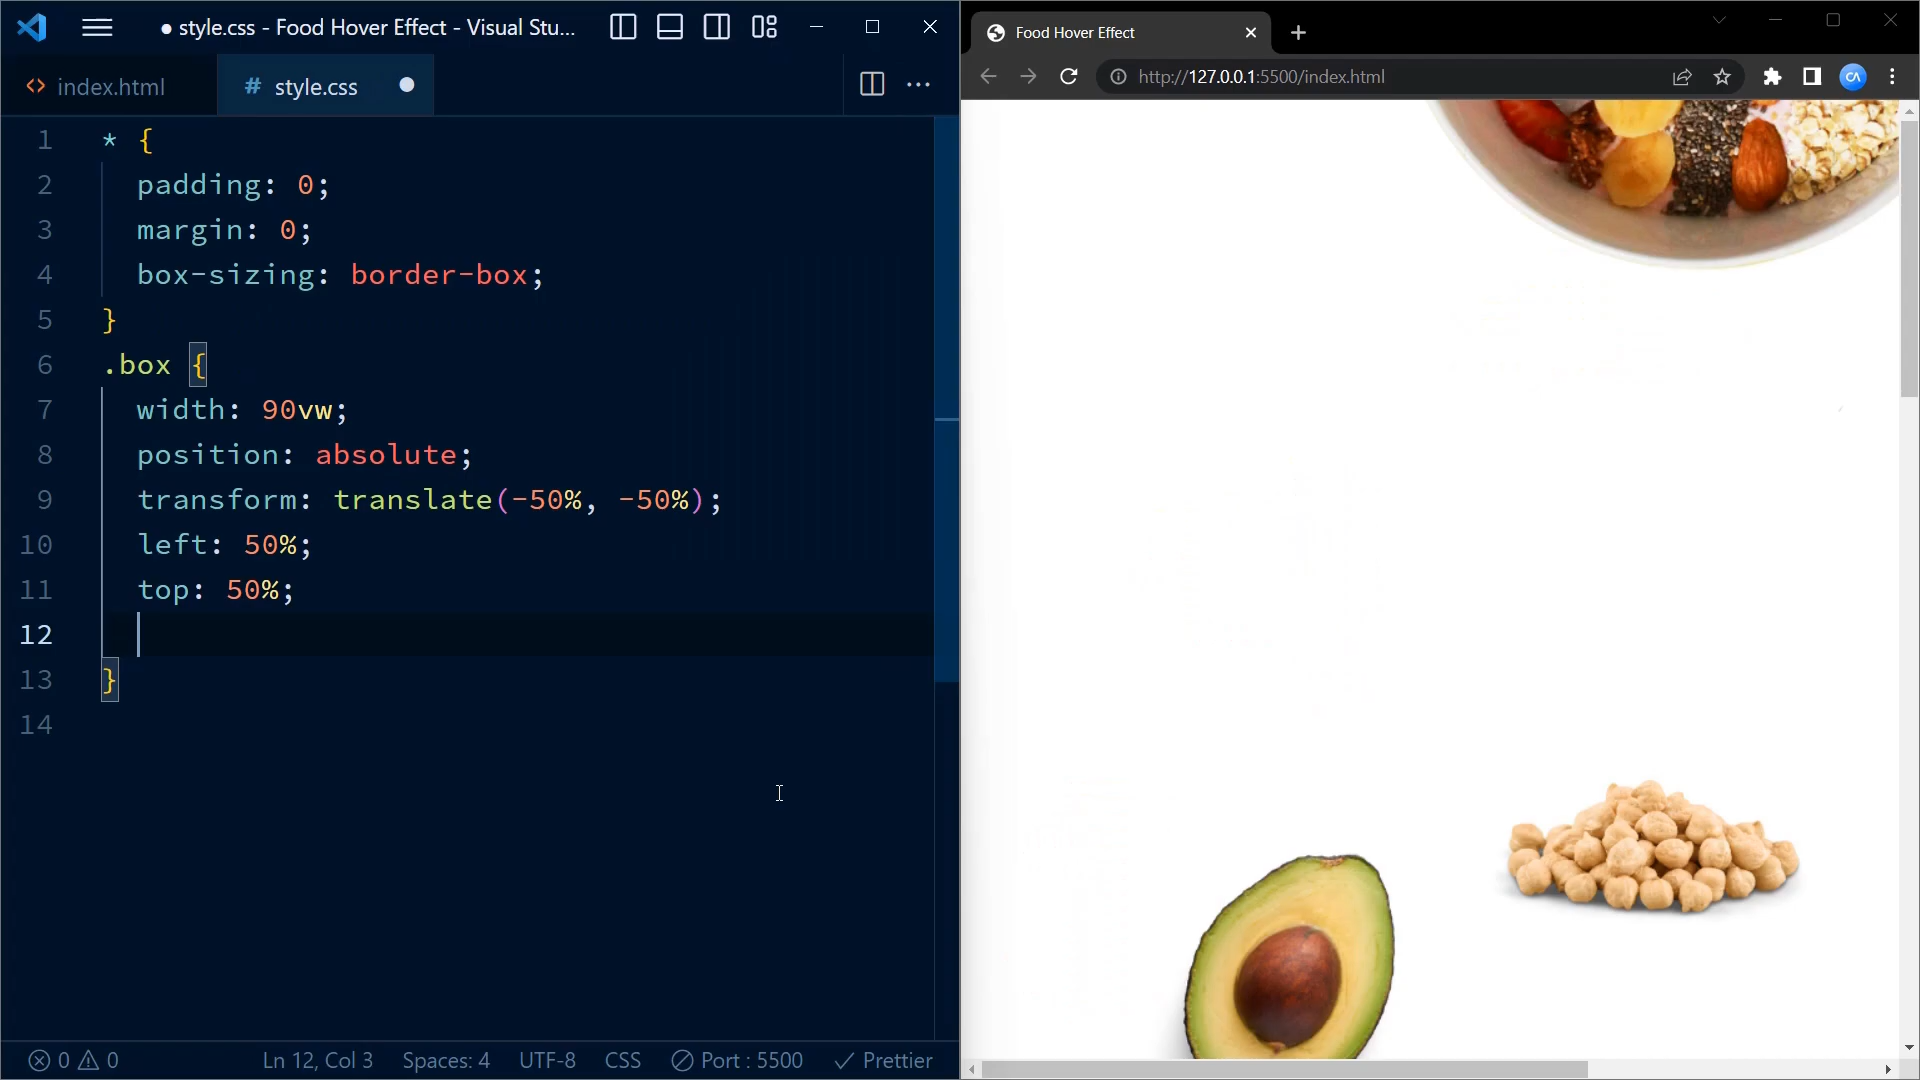 ● style.css - Food Hover Effect - Visual Stu...
<> index.html
# style.css ●
1 * {
2 padding: 0;
3 margin: 0;
4 box-sizing: border-box;
5 }
6 .box {
7 width: 90vw;
8 position: absolute;
9 transform: translate(-50%, -50%);
10 left: 50%;
11 top: 50%;
12
13 }
14
0 0 Ln 12, Col 3 Spaces: 4 UTF-8 CSS Port : 5500 Prettier
Food Hover Effect
http://127.0.0.1:5500/index.html
CA